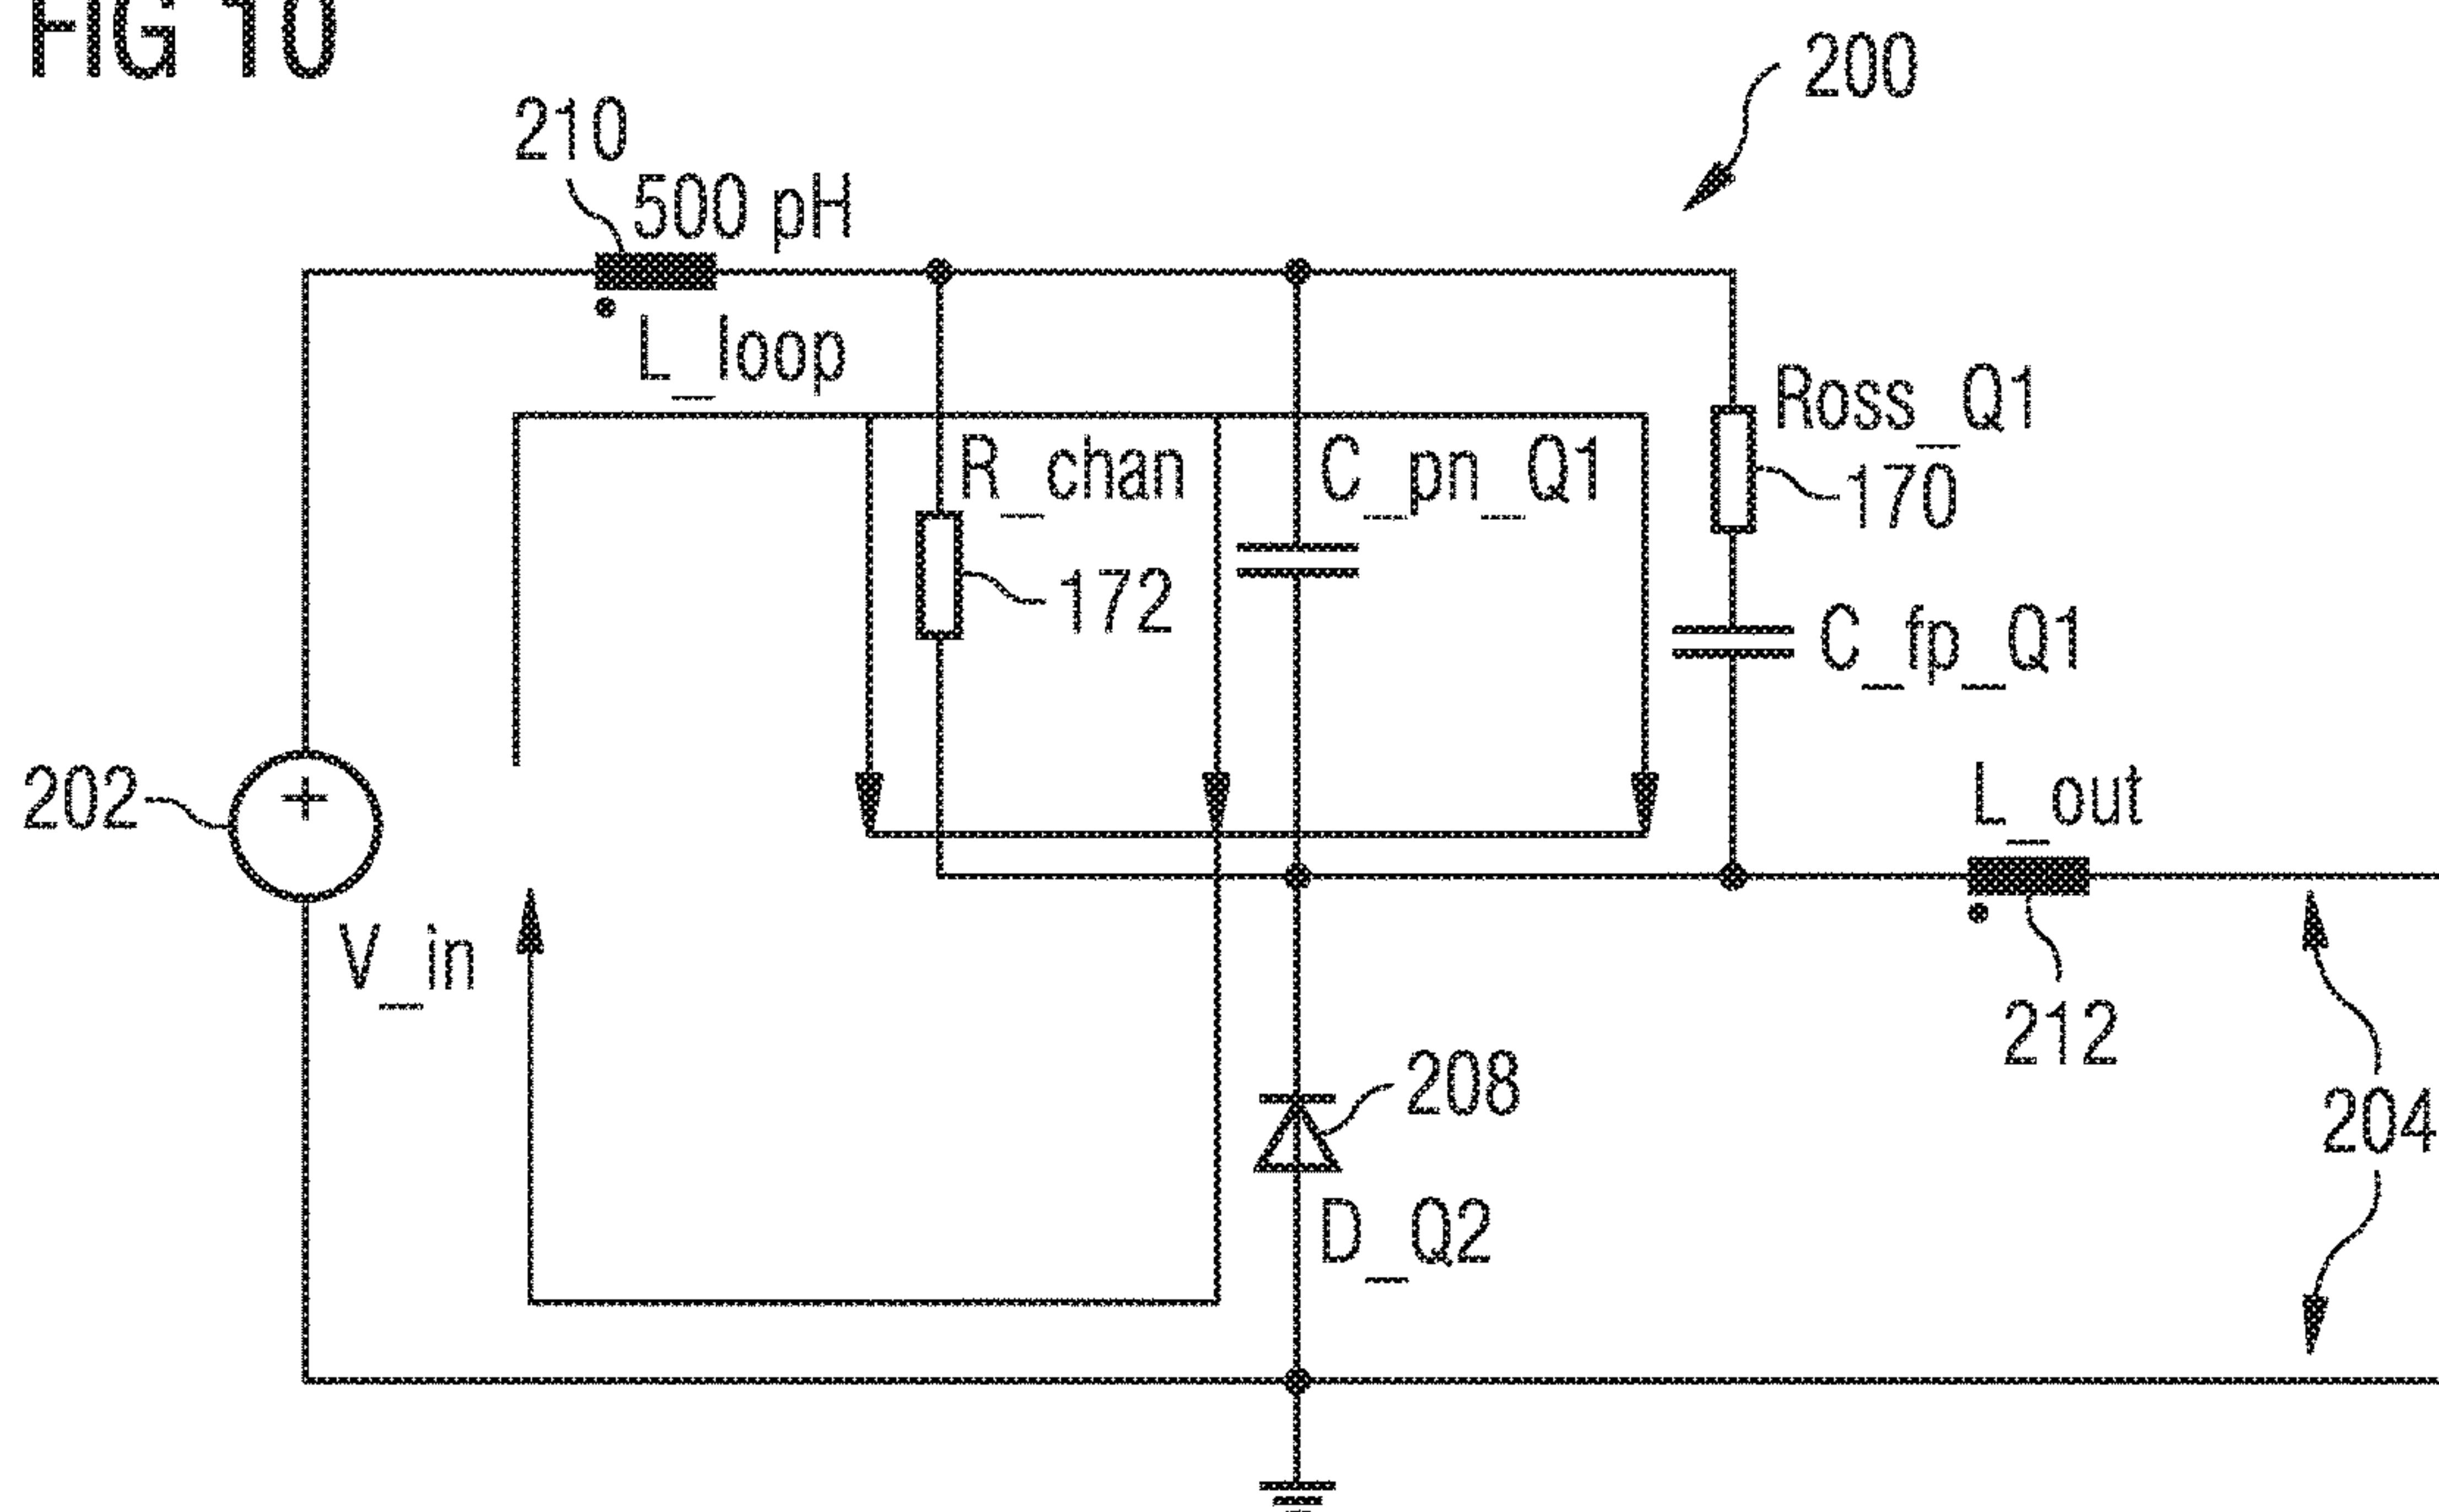 FIG 10
200
210
500 pH
L_loop
Ross_Q1
170
R_chan
C_pn_Q1
172
C_fp_Q1
202
+
V_in
L_out
212
208
D_Q2
204